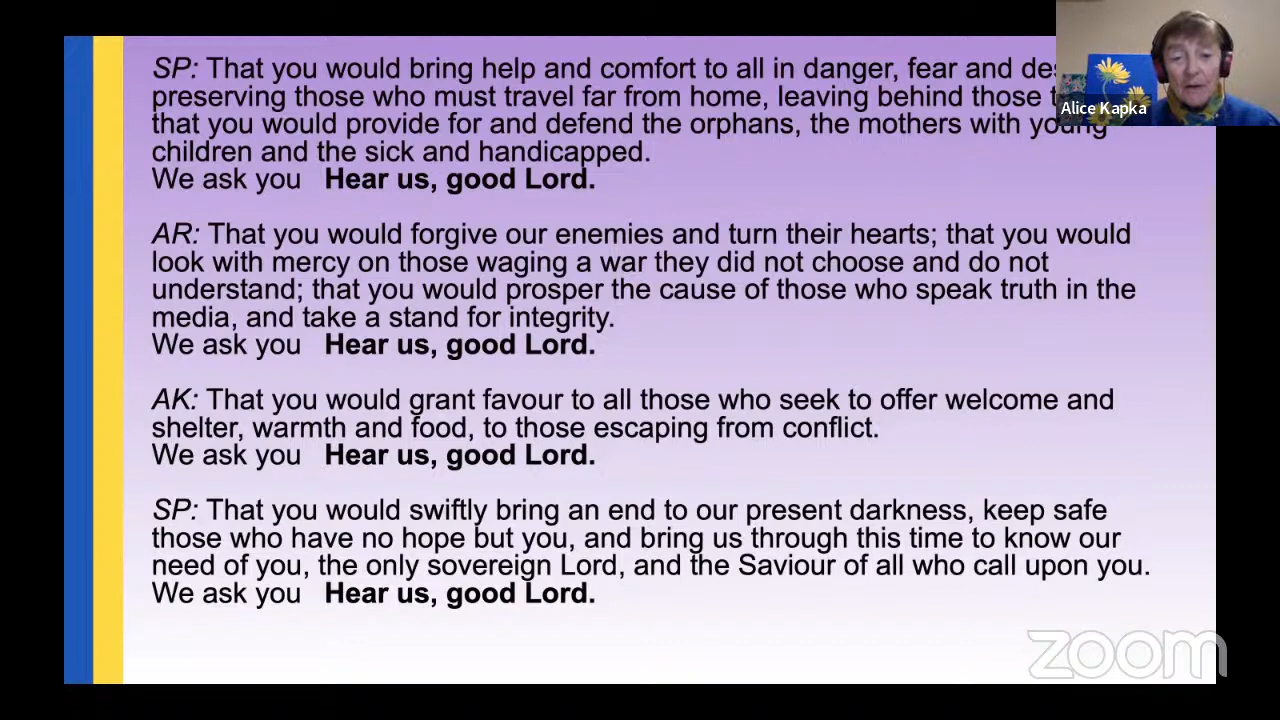 SP: That you would bring help and comfort to all in danger, fear and
preserving those who must travel far from home, leaving behind those
that you would provide for and defend the orphans, the mothers with young
children and the sick and handicapped.
We ask you Hear us, good Lord.
AR: That you would forgive our enemies and turn their hearts; that you would
look with mercy on those waging a war they did not choose and do not
understand; that you would prosper the cause of those who speak truth in the
media, and take a stand for integrity.
We ask you Hear us, good Lord.
AK: That you would grant favour to all those who seek to offer welcome and
shelter, warmth and food, to those escaping from conflict.
We ask you Hear us, good Lord.
SP: That you would swiftly bring an end to our present darkness, keep safe
those who have no hope but you, and bring us through this time to know our
need of you, the only sovereign Lord, and the Saviour of all who call upon you.
We ask you Hear us, good Lord.
Alice Kapka
zoom